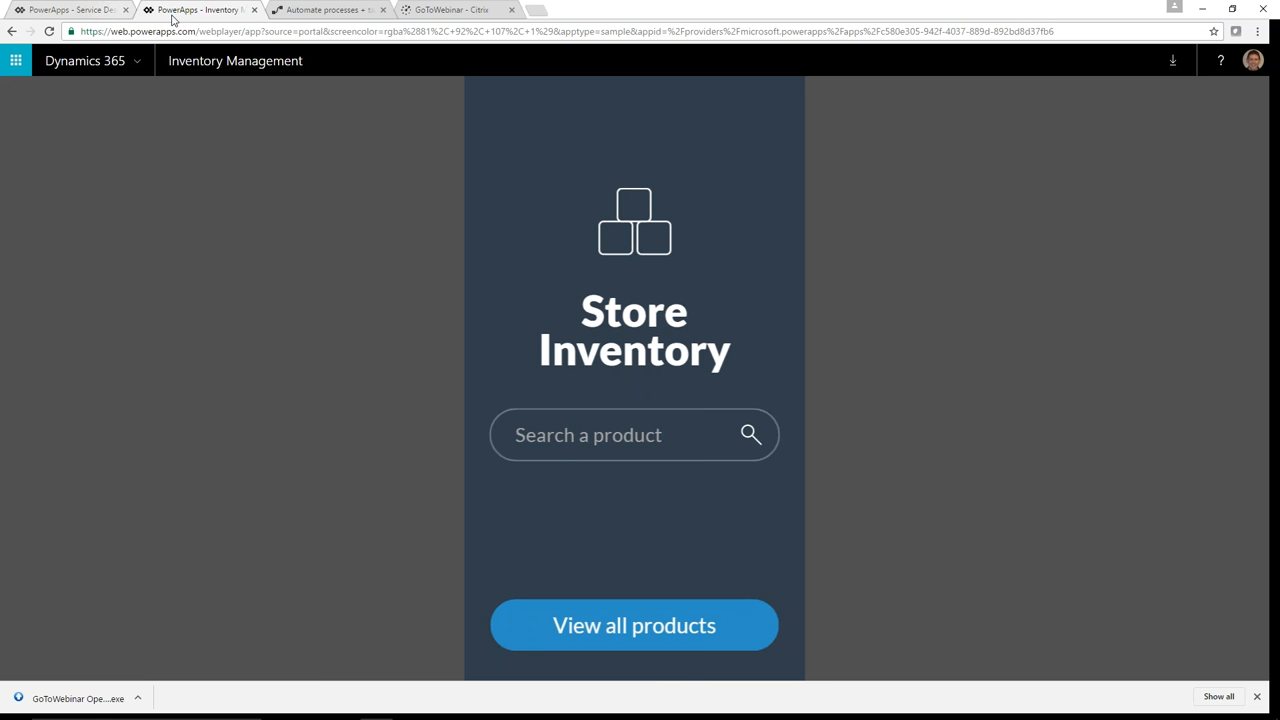 PowerApps - Service Des
PowerApps - Inventory M
Automate processes + ta
GoToWebinar - Citrix
https://web.powerapps.com/webplayer/app?source=portal&screencolor=rgba%2881%2C+92%2C+107%2C+1%29&apptype=sample&appid=%2Fproviders%2Fmicrosoft.powerapps%2Fapps%2Fc580e305-942f-4037-889d-892bd8d37fb6
Dynamics 365
Inventory Management
?
Store
Inventory
Search a product
View all products
GoToWebinar Ope....exe
Show all